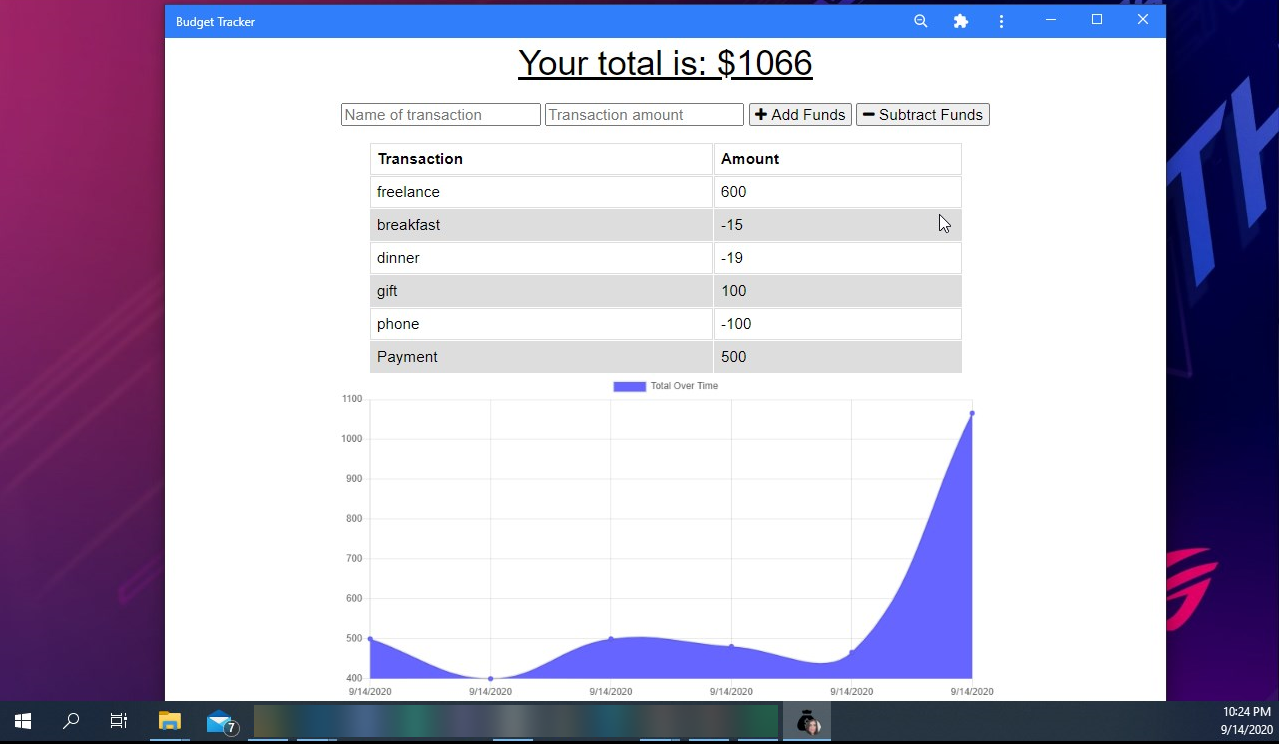 Budget Tracker
Your total is: $1066
Name of transaction Transaction amount Add Funds Subtract Funds
Transaction Amount
freelance 600
breakfast -15
dinner -19
gift 100
phone -100
Payment 500
Total Over Time
1100
1000
900
800
700
600
500
400
9/14/2020 9/14/2020 9/14/2020 9/14/2020 9/14/2020 9/14/2020
7
10:24 PM
9/14/2020